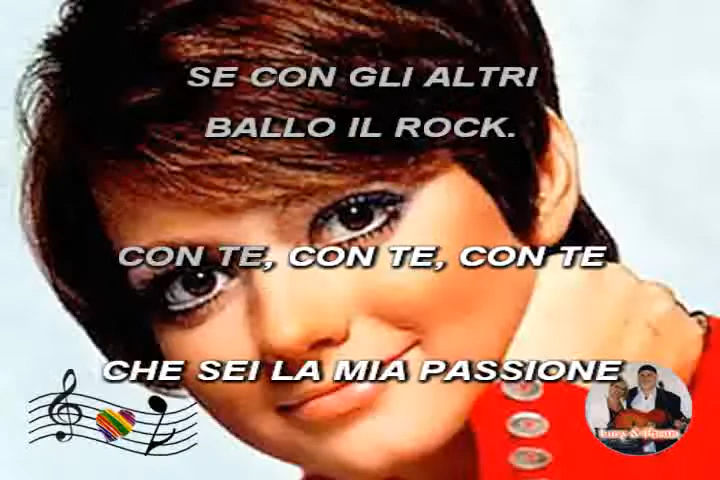 SE CON GLI ALTRI
BALLO IL ROCK.
CON TE, CON TE, CON TE
CHE SEI LA MIA PASSIONE